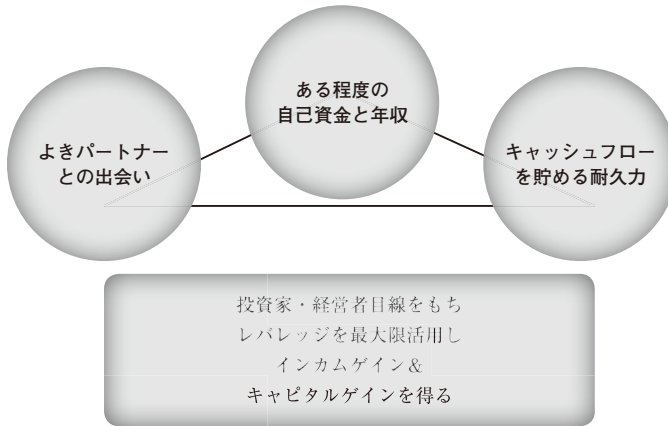 ある程度の
自己資金と年収
よきパートナー
との出会い
キャッシュフロー
を貯める耐久力
投資家・経営者目線をもち
レバレッジを最大限活用し
インカムゲイン&
キャピタルゲインを得る